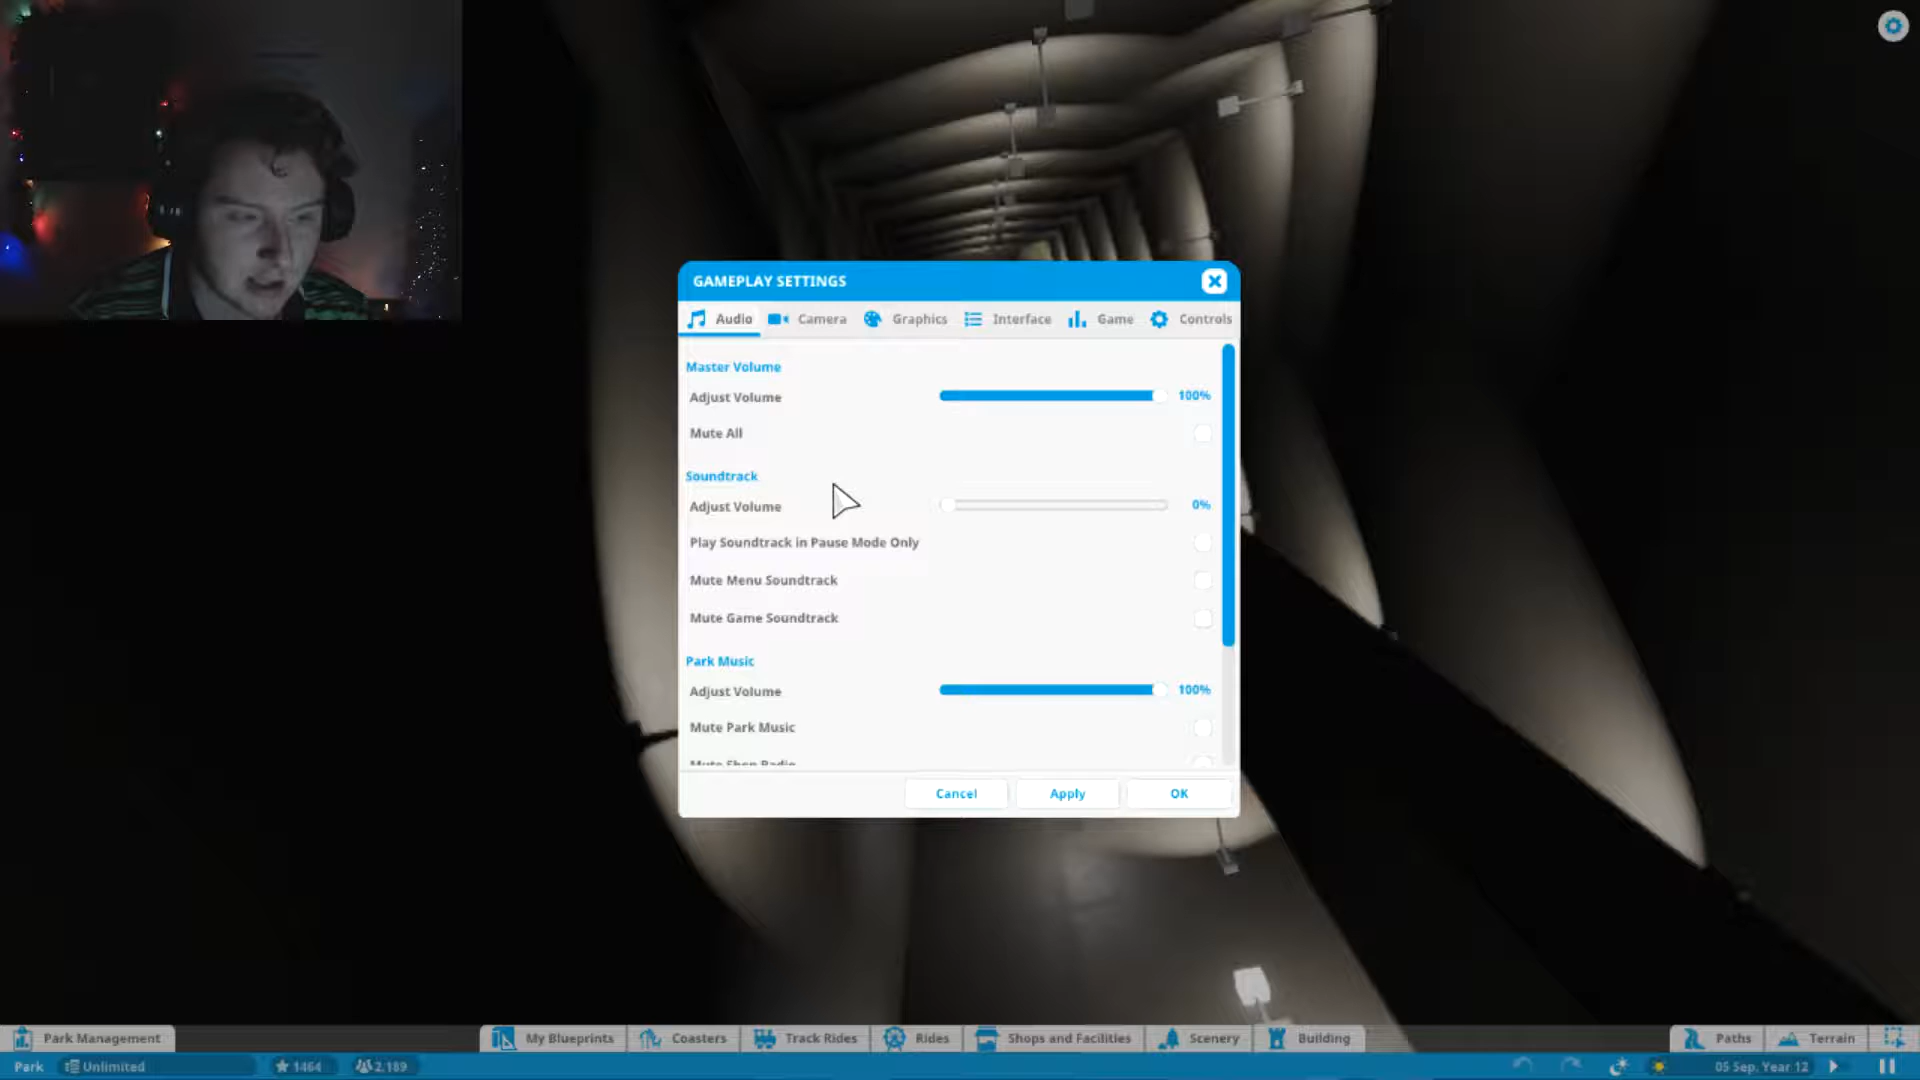 GAMEPLAY SETTINGS
Audio Camera Graphics Interface Game Controls
Master Volume
Adjust Volume 100%
Mute All
Soundtrack
Adjust Volume 0%
Play Soundtrack in Pause Mode Only
Mute Menu Soundtrack
Mute Game Soundtrack
Park Music
Adjust Volume 100%
Mute Park Music
Mute Shop Radio
Cancel Apply OK
Park Management My Blueprints Coasters Track Rides Rides Shops and Facilities Scenery Building Paths Terrain
Park Unlimited 1464 2,189 05 Sep, Year 12